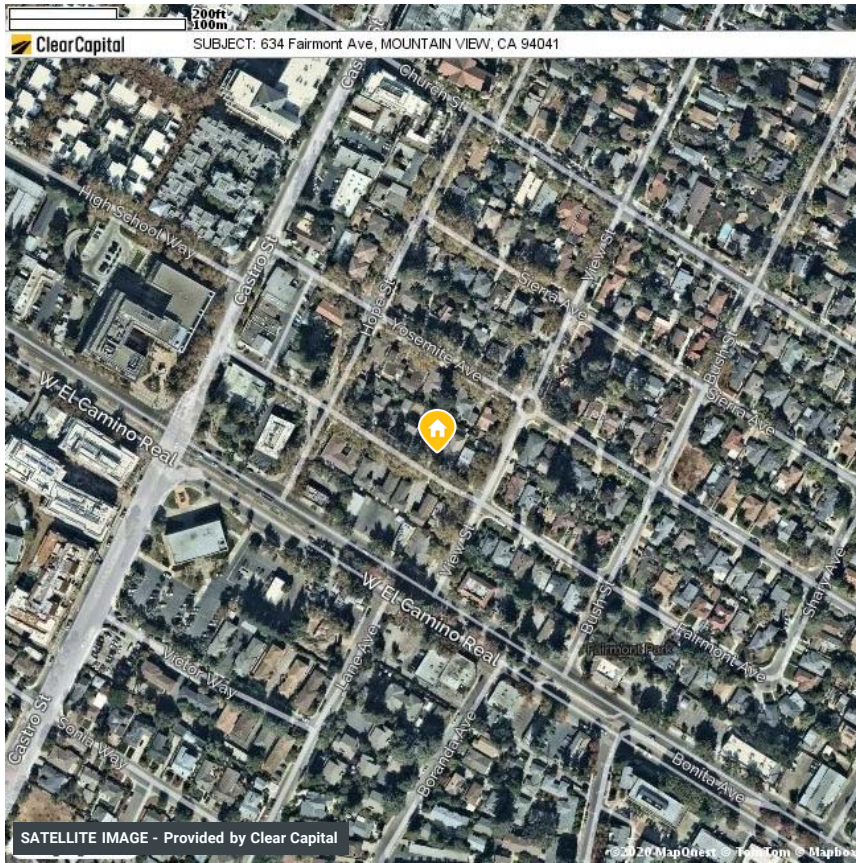 200ft
100m
ClearCapital
SUBJECT: 634 Fairmont Ave, MOUNTAIN VIEW, CA 94041
Church St
High School Way
Castro St
View St
Sierra Ave
Hope St
Yosemite Ave
Bush St
Sierra Ave
W El Camino Real
View St
W El Camino Real
Bush St
Shary Ave
Fairmont Park
Fairmont Ave
Lane Ave
Victor Way
Castro St
Sonia Way
Boranda Ave
Bonita Ave
SATELLITE IMAGE - Provided by Clear Capital
©2020 MapQuest © TomTom © Mapbo